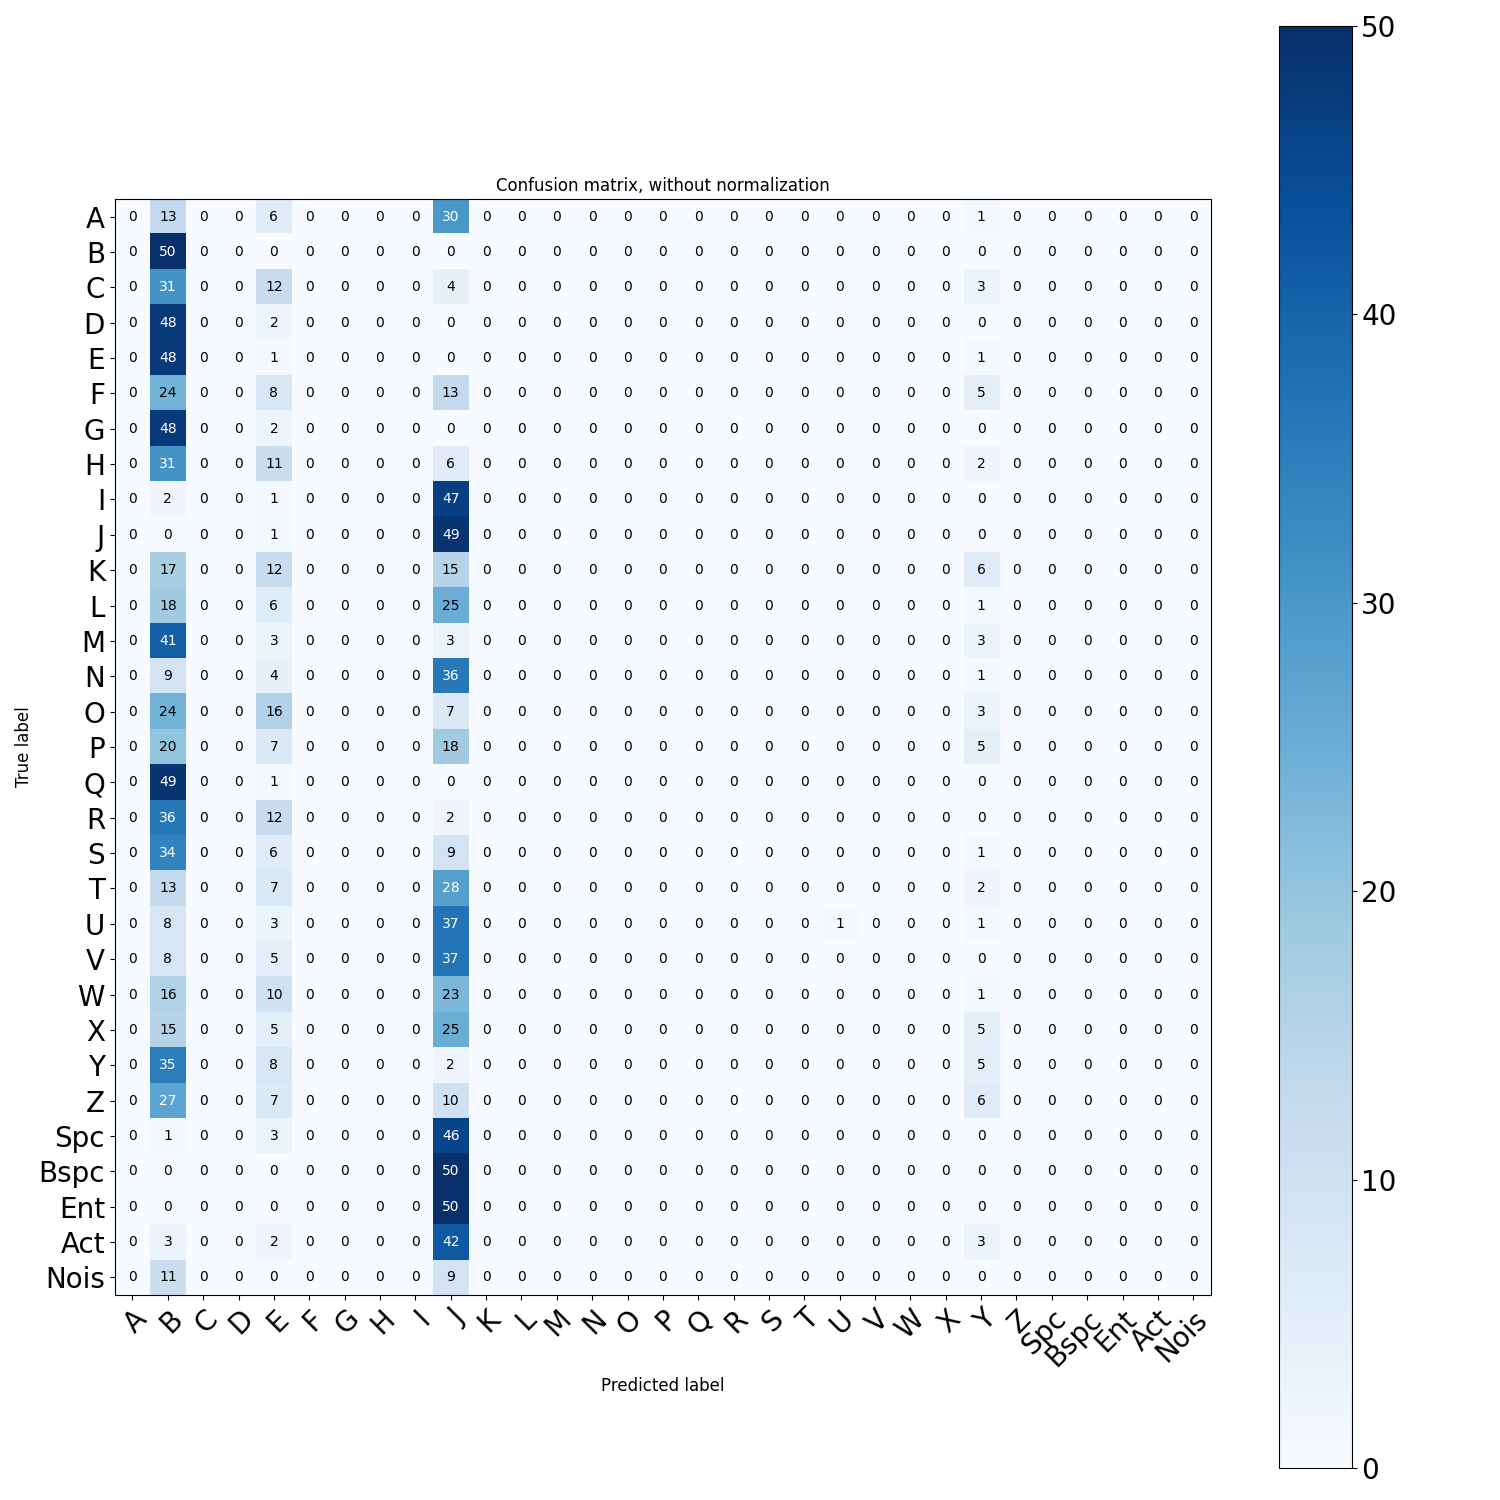 Confusion matrix, without normalization
A 0 13 0 0 6 0 0 0 0 30 0 0 0 0 0 0 0 0 0 0 0 0 0 0 1 0 0 0 0 0 0
B 0 50 0 0 0 0 0 0 0 0 0 0 0 0 0 0 0 0 0 0 0 0 0 0 0 0 0 0 0 0 0
C 0 31 0 0 12 0 0 0 0 4 0 0 0 0 0 0 0 0 0 0 0 0 0 0 3 0 0 0 0 0 0
D 0 48 0 0 2 0 0 0 0 0 0 0 0 0 0 0 0 0 0 0 0 0 0 0 0 0 0 0 0 0 0
E 0 48 0 0 1 0 0 0 0 0 0 0 0 0 0 0 0 0 0 0 0 0 0 0 1 0 0 0 0 0 0
F 0 24 0 0 8 0 0 0 0 13 0 0 0 0 0 0 0 0 0 0 0 0 0 0 5 0 0 0 0 0 0
G 0 48 0 0 2 0 0 0 0 0 0 0 0 0 0 0 0 0 0 0 0 0 0 0 0 0 0 0 0 0 0
H 0 31 0 0 11 0 0 0 0 6 0 0 0 0 0 0 0 0 0 0 0 0 0 0 2 0 0 0 0 0 0
I 0 2 0 0 1 0 0 0 0 47 0 0 0 0 0 0 0 0 0 0 0 0 0 0 0 0 0 0 0 0 0
J 0 0 0 0 1 0 0 0 0 49 0 0 0 0 0 0 0 0 0 0 0 0 0 0 0 0 0 0 0 0 0
K 0 17 0 0 12 0 0 0 0 15 0 0 0 0 0 0 0 0 0 0 0 0 0 0 6 0 0 0 0 0 0
L 0 18 0 0 6 0 0 0 0 25 0 0 0 0 0 0 0 0 0 0 0 0 0 0 1 0 0 0 0 0 0
M 0 41 0 0 3 0 0 0 0 3 0 0 0 0 0 0 0 0 0 0 0 0 0 0 3 0 0 0 0 0 0
N 0 9 0 0 4 0 0 0 0 36 0 0 0 0 0 0 0 0 0 0 0 0 0 0 1 0 0 0 0 0 0
O 0 24 0 0 16 0 0 0 0 7 0 0 0 0 0 0 0 0 0 0 0 0 0 0 3 0 0 0 0 0 0
P 0 20 0 0 7 0 0 0 0 18 0 0 0 0 0 0 0 0 0 0 0 0 0 0 5 0 0 0 0 0 0
Q 0 49 0 0 1 0 0 0 0 0 0 0 0 0 0 0 0 0 0 0 0 0 0 0 0 0 0 0 0 0 0
R 0 36 0 0 12 0 0 0 0 2 0 0 0 0 0 0 0 0 0 0 0 0 0 0 0 0 0 0 0 0 0
S 0 34 0 0 6 0 0 0 0 9 0 0 0 0 0 0 0 0 0 0 0 0 0 0 1 0 0 0 0 0 0
T 0 13 0 0 7 0 0 0 0 28 0 0 0 0 0 0 0 0 0 0 0 0 0 0 2 0 0 0 0 0 0
U 0 8 0 0 3 0 0 0 0 37 0 0 0 0 0 0 0 0 0 0 1 0 0 0 1 0 0 0 0 0 0
V 0 8 0 0 5 0 0 0 0 37 0 0 0 0 0 0 0 0 0 0 0 0 0 0 0 0 0 0 0 0 0
W 0 16 0 0 10 0 0 0 0 23 0 0 0 0 0 0 0 0 0 0 0 0 0 0 1 0 0 0 0 0 0
X 0 15 0 0 5 0 0 0 0 25 0 0 0 0 0 0 0 0 0 0 0 0 0 0 5 0 0 0 0 0 0
Y 0 35 0 0 8 0 0 0 0 2 0 0 0 0 0 0 0 0 0 0 0 0 0 0 5 0 0 0 0 0 0
Z 0 27 0 0 7 0 0 0 0 10 0 0 0 0 0 0 0 0 0 0 0 0 0 0 6 0 0 0 0 0 0
Spc 0 1 0 0 3 0 0 0 0 46 0 0 0 0 0 0 0 0 0 0 0 0 0 0 0 0 0 0 0 0 0
Bspc 0 0 0 0 0 0 0 0 0 50 0 0 0 0 0 0 0 0 0 0 0 0 0 0 0 0 0 0 0 0 0
Ent 0 0 0 0 0 0 0 0 0 50 0 0 0 0 0 0 0 0 0 0 0 0 0 0 0 0 0 0 0 0 0
Act 0 3 0 0 2 0 0 0 0 42 0 0 0 0 0 0 0 0 0 0 0 0 0 0 3 0 0 0 0 0 0
Nois 0 11 0 0 0 0 0 0 0 9 0 0 0 0 0 0 0 0 0 0 0 0 0 0 0 0 0 0 0 0 0
A B C D E F G H I J K L M N O P Q R S T U V W X Y Z Spc Bspc Ent Act Nois
Predicted label
True label
50
40
30
20
10
0